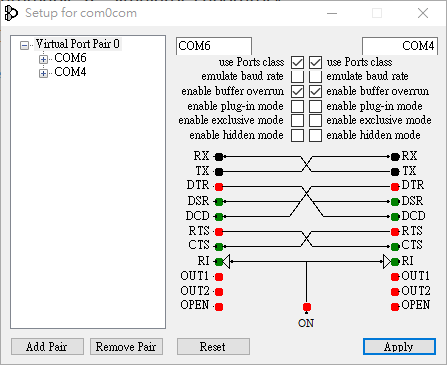 Setup for com0com
Virtual Port Pair 0
COM6
COM4
COM6 COM4
use Ports class use Ports class
emulate baud rate emulate baud rate
enable buffer overrun enable buffer overrun
enable plug-in mode enable plug-in mode
enable exclusive mode enable exclusive mode
enable hidden mode enable hidden mode
RX RX
TX TX
DTR DTR
DSR DSR
DCD DCD
RTS RTS
CTS CTS
RI RI
OUT1 OUT1
OUT2 OUT2
OPEN OPEN
ON
Add Pair Remove Pair Reset Apply